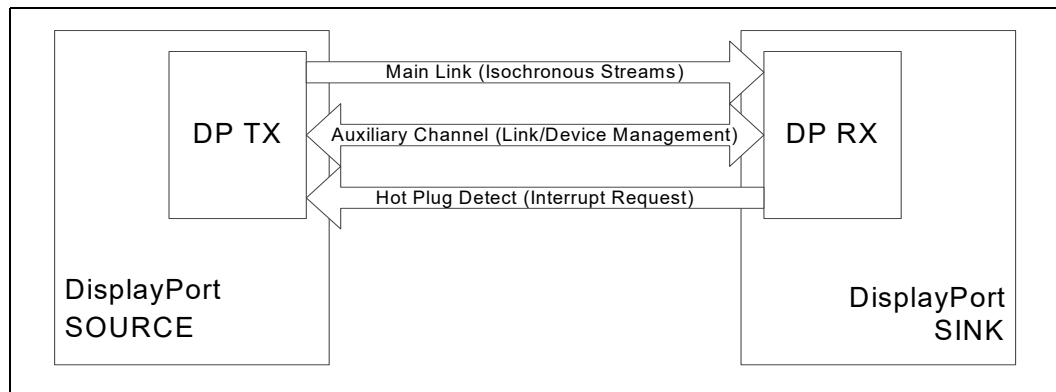 Main Link (Isochronous Streams)
DP TX
Auxiliary Channel (Link/Device Management)
DP RX
Hot Plug Detect (Interrupt Request)
DisplayPort
SOURCE
DisplayPort
SINK